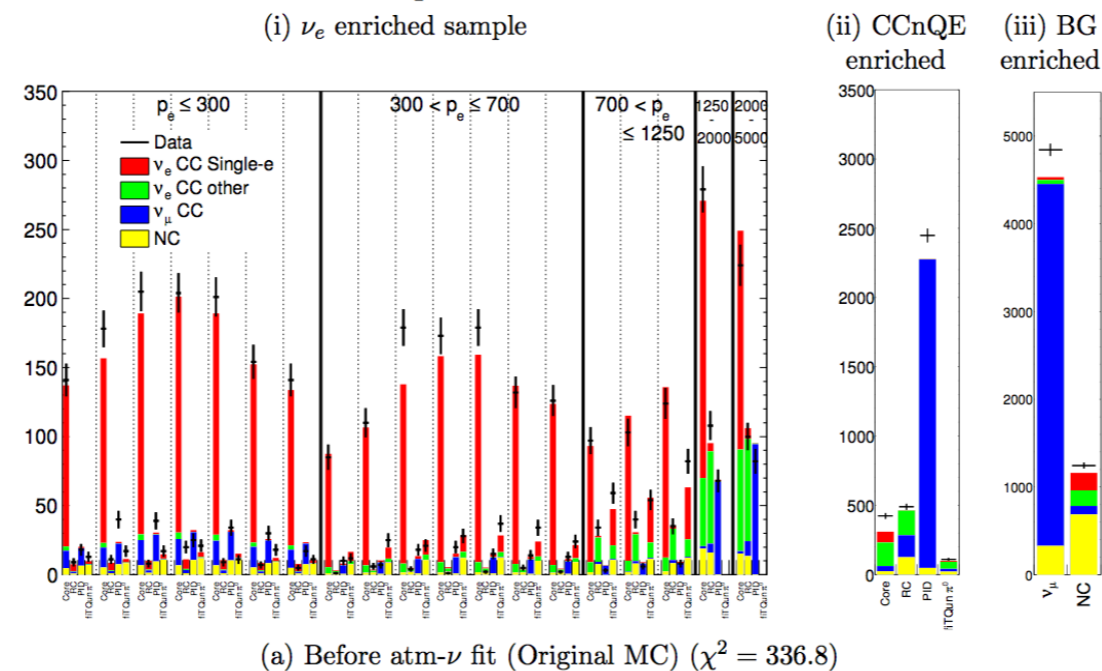 (i) νₑ enriched sample
(ii) CCnQE
enriched
(iii) BG
enriched
350
300
250
200
150
100
50
0
pₑ ≤ 300
300 < pₑ ≤ 700
700 < pₑ
≤ 1250
1250
-
2000
2000
-
5000
Data
νₑ CC Single-e
νₑ CC other
ν_μ CC
NC
Core RC PID fiTQun π⁰
3500
3000
2500
2000
1500
1000
500
0
Core
RC
PID
fiTQun π⁰
5000
4000
3000
2000
1000
0
ν_μ
NC
(a) Before atm-ν fit (Original MC) (χ² = 336.8)